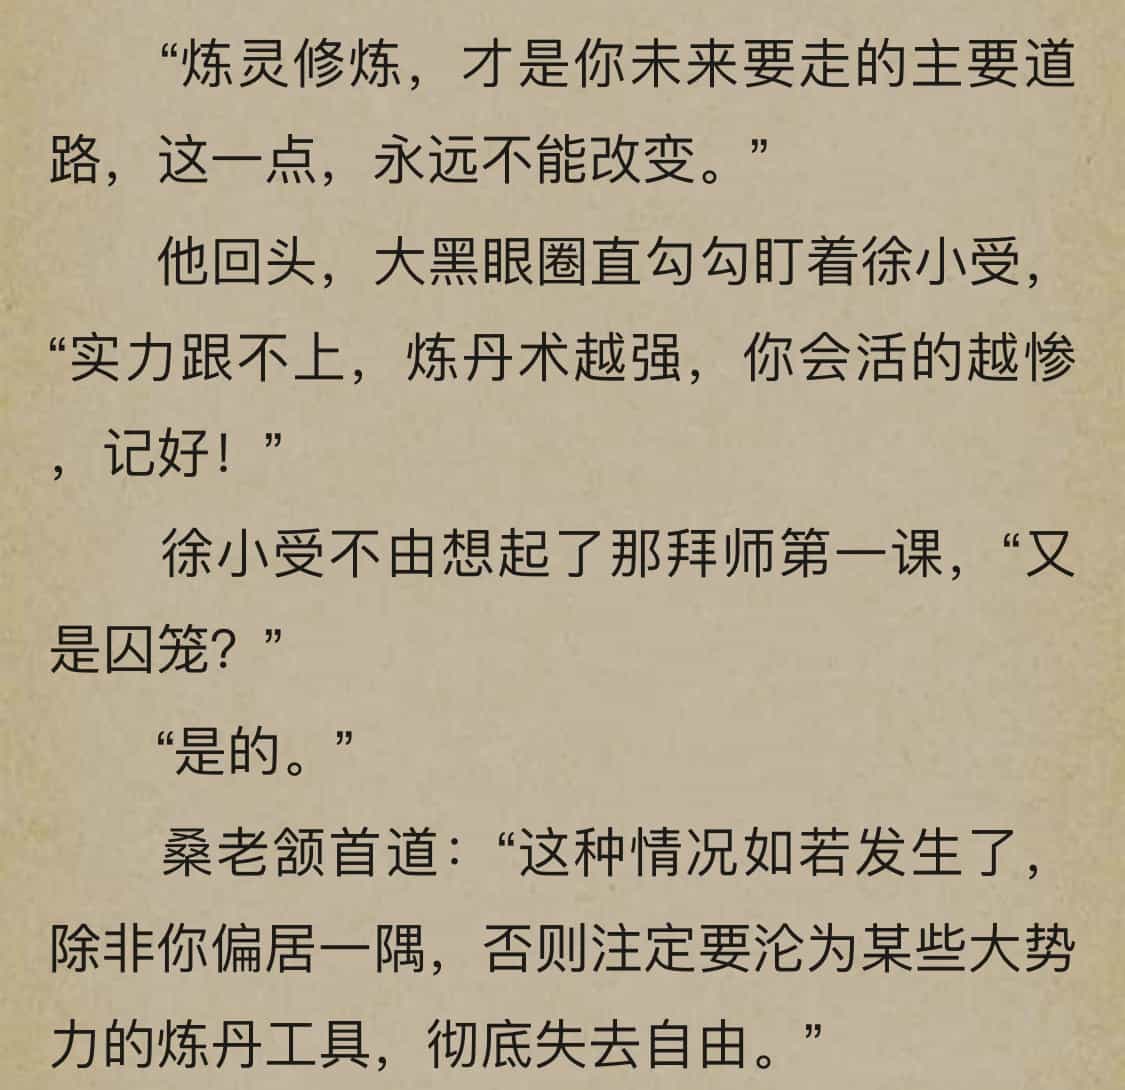 “炼灵修炼，才是你未来要走的主要道
路，这一点，永远不能改变。”
他回头，大黑眼圈直勾勾盯着徐小受，
“实力跟不上，炼丹术越强，你会活的越惨
，记好！”
徐小受不由想起了那拜师第一课，“又
是囚笼？”
“是的。”
桑老颔首道：“这种情况如若发生了，
除非你偏居一隅，否则注定要沦为某些大势
力的炼丹工具，彻底失去自由。”